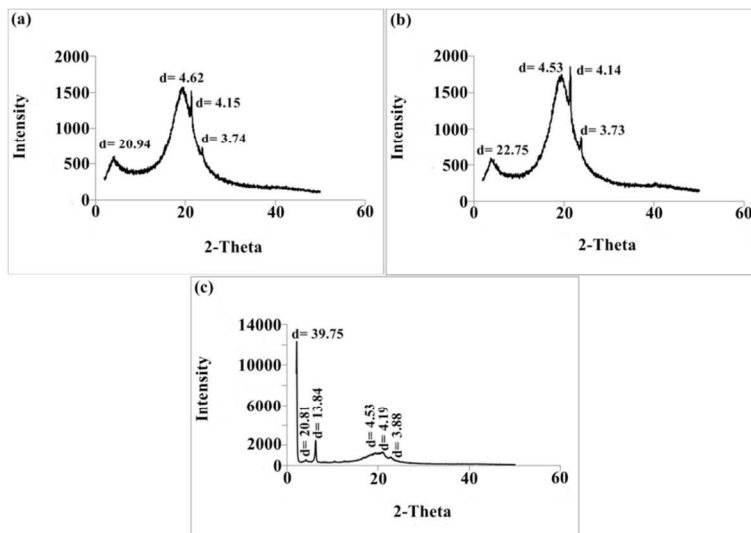 (a)
2000
1500
1000
500
0
Intensity
d= 4.62
d= 4.15
d= 3.74
d= 20.94
0
20
40
60
2-Theta
(b)
2000
1500
1000
500
0
Intensity
d= 4.53
d= 4.14
d= 3.73
d= 22.75
0
20
40
60
2-Theta
(c)
14000
10000
6000
2000
0
Intensity
d= 39.75
d= 20.81
d= 13.84
d= 4.53
d= 4.19
d= 3.88
0
20
40
60
2-Theta